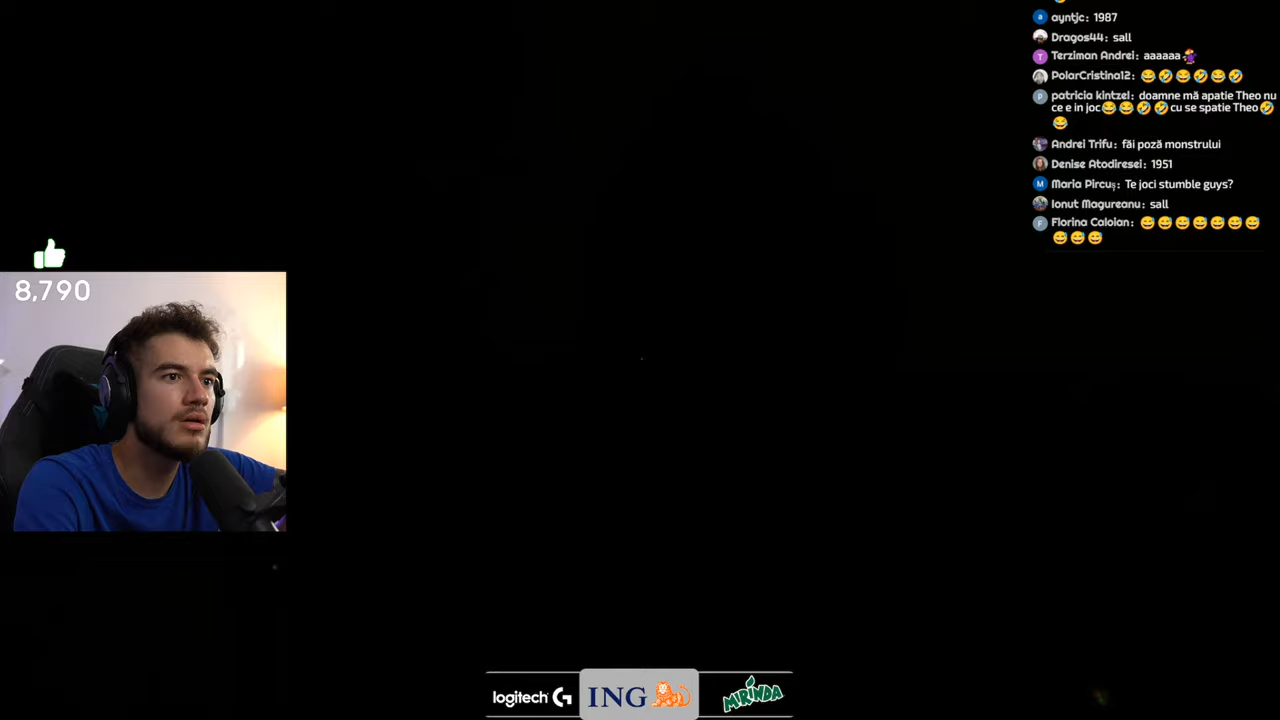 ayntjc: 1987
Dragos44: sall
Terziman Andrei: aaaaaa
PolarCristina12: 😂🤣😂🤣😂🤣
patricia kintzel: doamne mă apatie Theo nu
ce e in joc😂😂🤣🤣cu se spatie Theo🤣
😂
Andrei Trifu: făi poză monstrului
Denise Atodiresei: 1951
Maria Pircuș: Te joci stumble guys?
Ionut Magureanu: sall
Florina Caloian: 😅😅😅😅😅😅😅
😅😅😅
8,790
logitech G
ING
MIRINDA